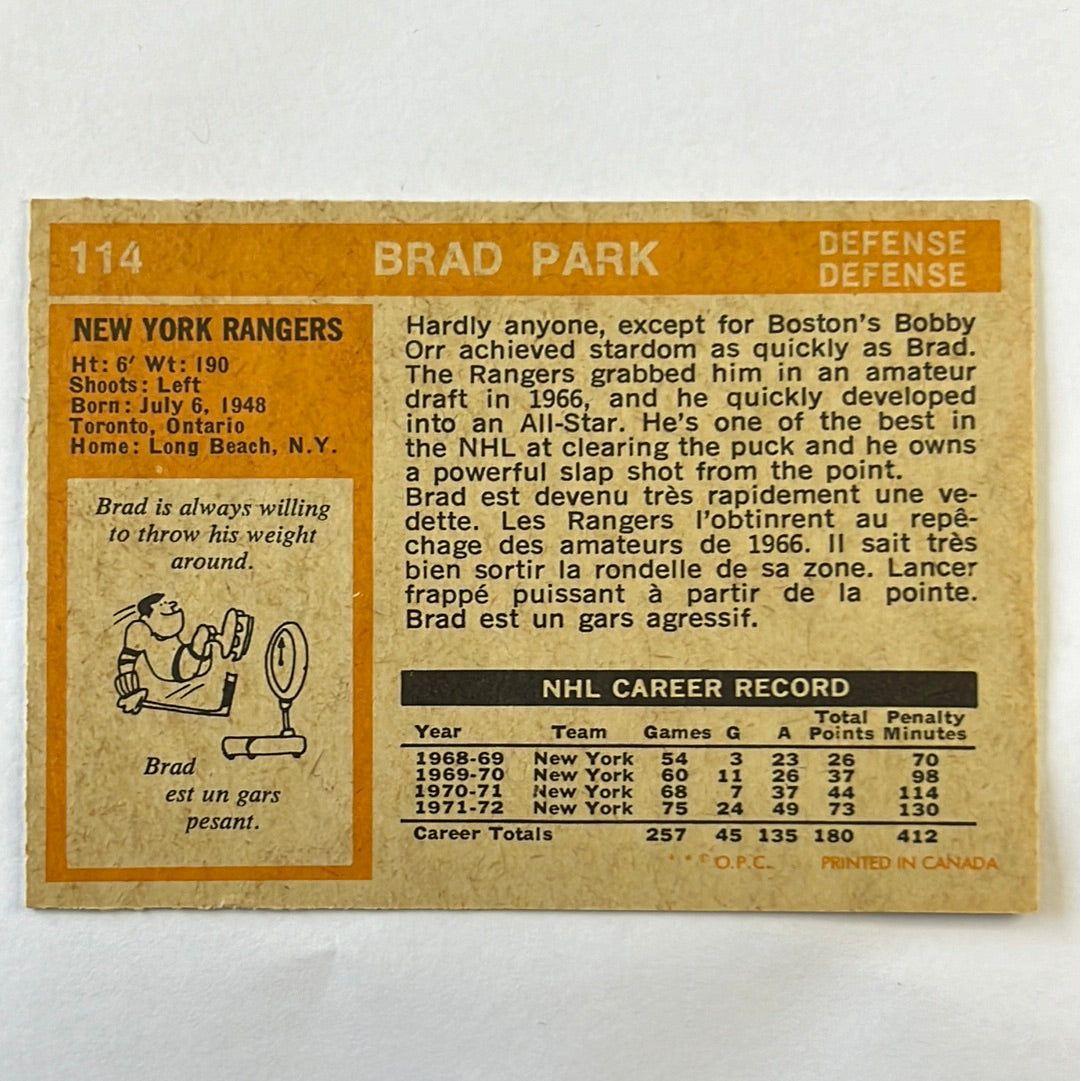 114 BRAD PARK DEFENSE
DEFENSE
NEW YORK RANGERS
Ht: 6' Wt: 190
Shoots: Left
Born: July 6, 1948
Toronto, Ontario
Home: Long Beach, N.Y.
Brad is always willing
to throw his weight
around.
Brad
est un gars
pesant.
Hardly anyone, except for Boston's Bobby
Orr achieved stardom as quickly as Brad.
The Rangers grabbed him in an amateur
draft in 1966, and he quickly developed
into an All-Star. He's one of the best in
the NHL at clearing the puck and he owns
a powerful slap shot from the point.
Brad est devenu très rapidement une ve-
dette. Les Rangers l'obtinrent au repê-
chage des amateurs de 1966. Il sait très
bien sortir la rondelle de sa zone. Lancer
frappé puissant à partir de la pointe.
Brad est un gars agressif.
NHL CAREER RECORD
Year Team Games G A Total Points Penalty Minutes
1968-69 New York 54 3 23 26 70
1969-70 New York 60 11 26 37 98
1970-71 New York 68 7 37 44 114
1971-72 New York 75 24 49 73 130
Career Totals 257 45 135 180 412
O.P.C. PRINTED IN CANADA